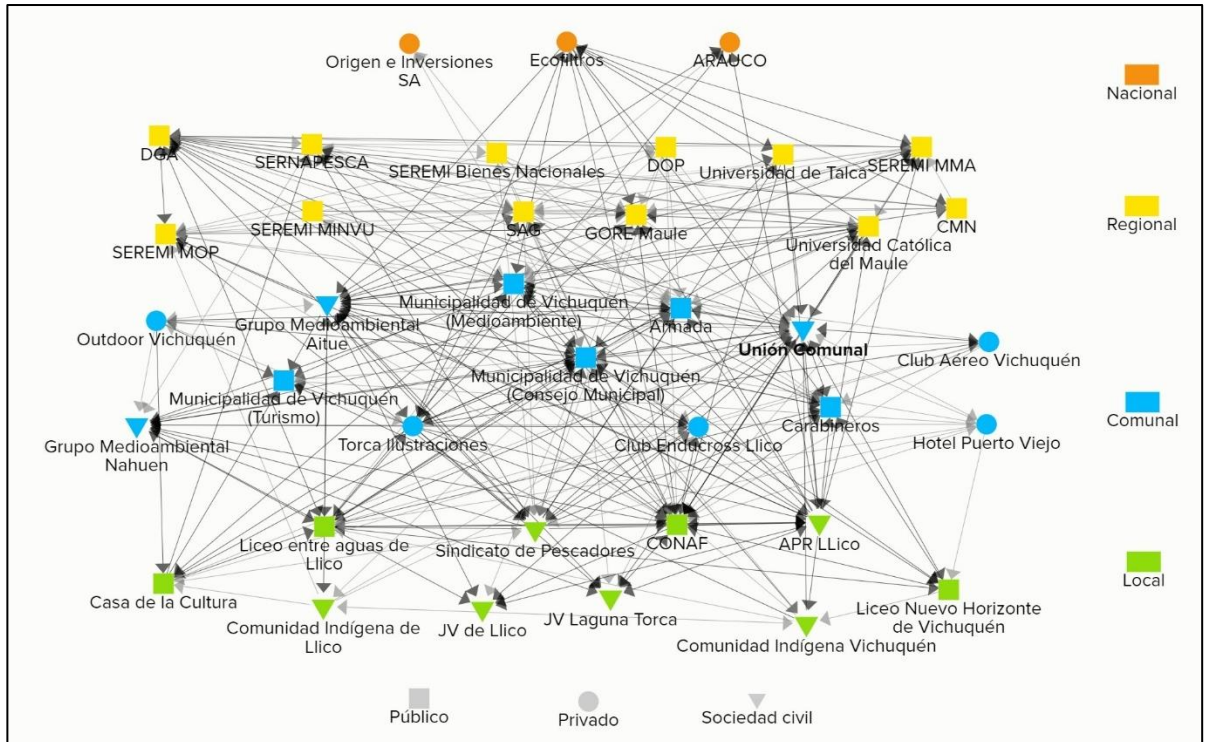 Origen e Inversiones
SA
Ecofiltros
ARAUCO
Nacional
DGA
SERNAPESCA
SEREMI Bienes Nacionales
DOP
Universidad de Talca
SEREMI MMA
SEREMI MOP
SEREMI MINVU
SAG
GORE Maule
Universidad Católica
del Maule
CMN
Regional
Outdoor Vichuquén
Grupo Medioambiental
Aitue
Municipalidad de Vichuquén
(Medioambiente)
Armada
Unión Comunal
Club Aéreo Vichuquén
Municipalidad de Vichuquén
(Turismo)
Municipalidad de Vichuquén
(Consejo Municipal)
Comunal
Grupo Medioambiental
Nahuen
Torca Ilustraciones
Club Enducross Llico
Carabineros
Hotel Puerto Viejo
Liceo entre aguas de
Llico
Sindicato de Pescadores
CONAF
APR LLico
Local
Casa de la Cultura
Comunidad Indígena de
Llico
JV de Llico
JV Laguna Torca
Comunidad Indígena Vichuquén
Liceo Nuevo Horizonte
de Vichuquén
Público
Privado
Sociedad civil